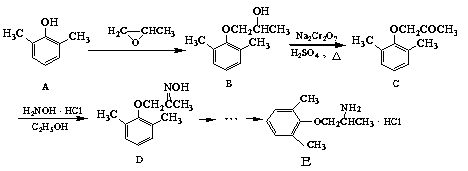 OH
H₃C CH₃
A
H₂C CHCH₃
O
OH
OCH₂CHCH₃
H₃C CH₃
B
Na₂Cr₂O₇
H₂SO₄ , △
OCH₂COCH₃
H₃C CH₃
C
H₂NOH · HCl
C₂H₅OH
NOH
OCH₂CCH₃
H₃C CH₃
D
···
CH₃
NH₂
OCH₂CHCH₃ · HCl
CH₃
E